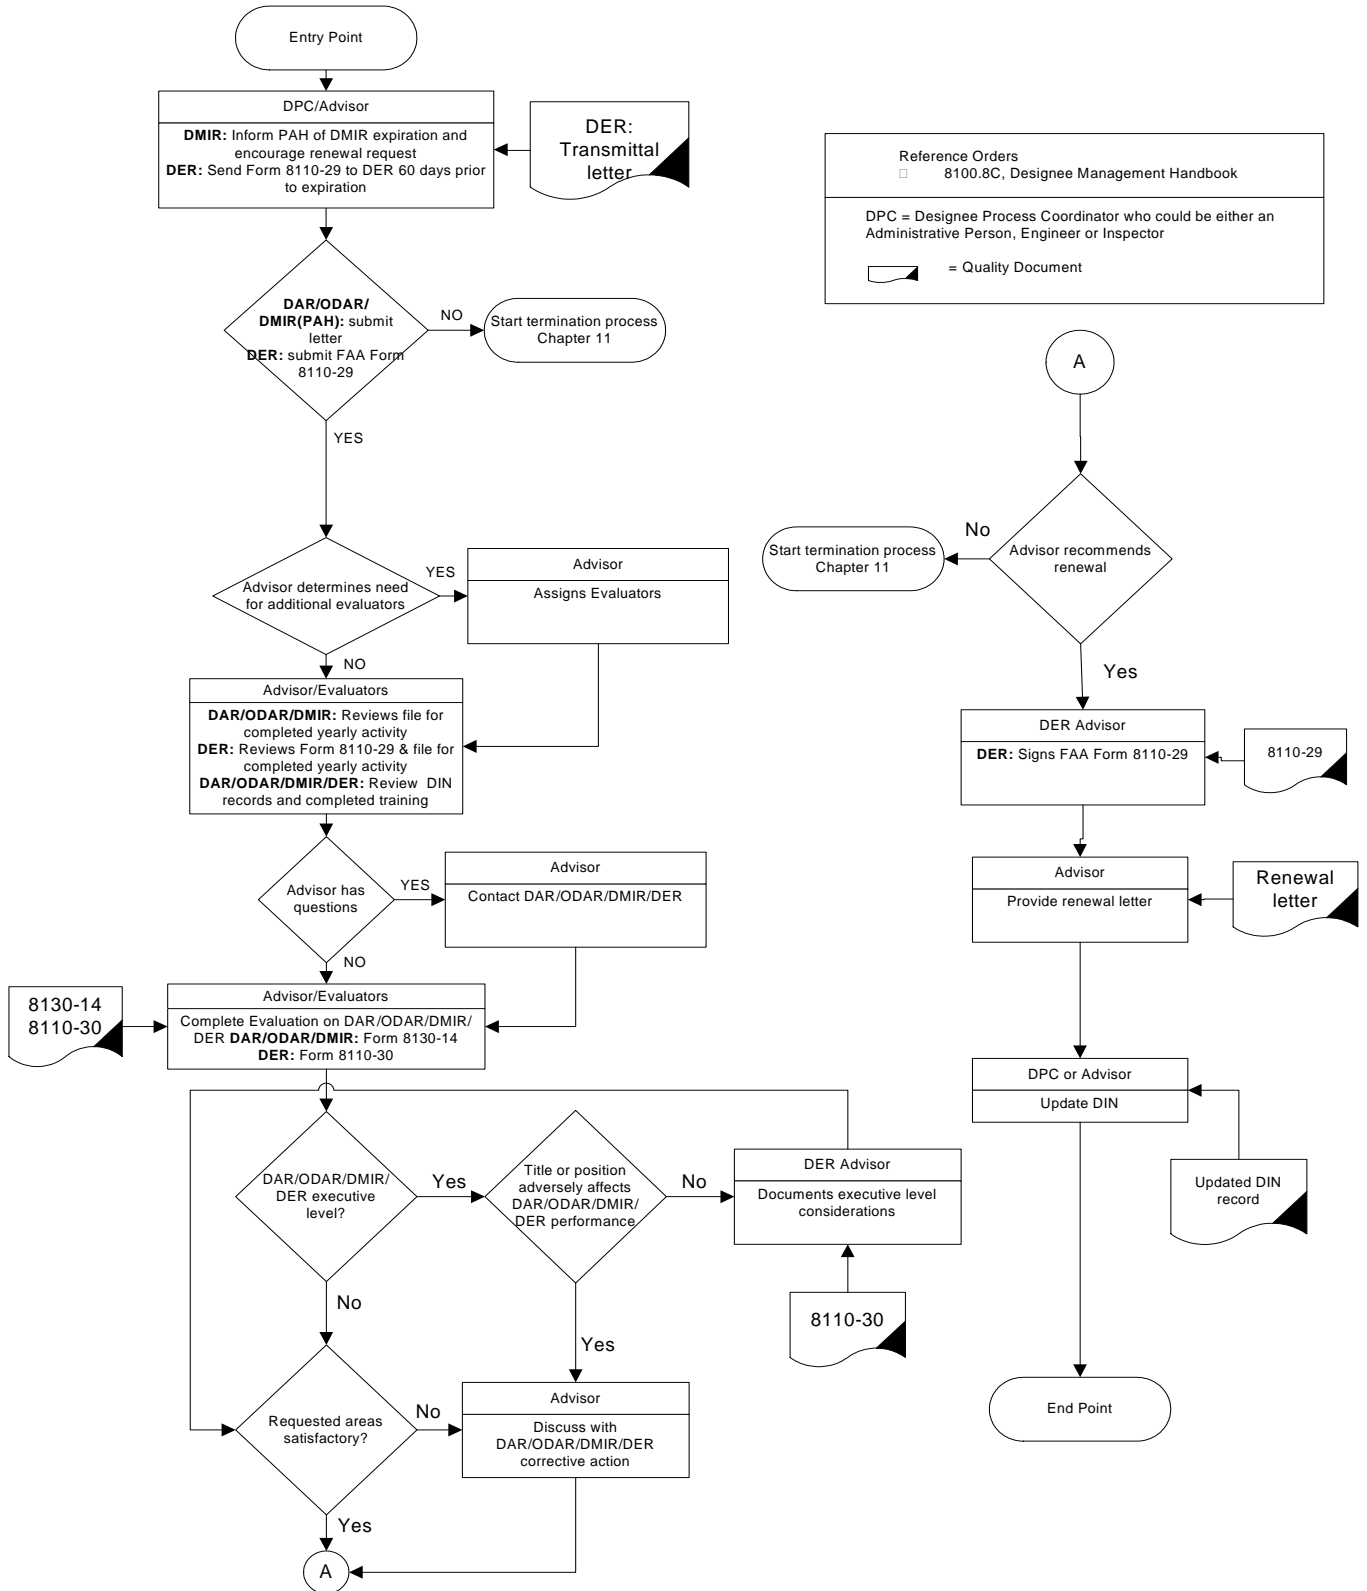 Entry Point
DPC/Advisor
DMIR: Inform PAH of DMIR expiration and
encourage renewal request
DER: Send Form 8110-29 to DER 60 days prior
to expiration
DER:
Transmittal
letter
DAR/ODAR/
DMIR(PAH): submit
letter
DER: submit FAA Form
8110-29
NO
Start termination process
Chapter 11
YES
Advisor determines need
for additional evaluators
YES
Advisor
Assigns Evaluators
NO
Advisor/Evaluators
DAR/ODAR/DMIR: Reviews file for
completed yearly activity
DER: Reviews Form 8110-29 & file for
completed yearly activity
DAR/ODAR/DMIR/DER: Review DIN
records and completed training
Advisor has
questions
YES
Advisor
Contact DAR/ODAR/DMIR/DER
NO
8130-14
8110-30
Advisor/Evaluators
Complete Evaluation on DAR/ODAR/DMIR/
DER DAR/ODAR/DMIR: Form 8130-14
DER: Form 8110-30
DAR/ODAR/DMIR/
DER executive
level?
Yes
Title or position
adversely affects
DAR/ODAR/DMIR/
DER performance
No
DER Advisor
Documents executive level
considerations
8110-30
No
Yes
Requested areas
satisfactory?
No
Advisor
Discuss with
DAR/ODAR/DMIR/DER
corrective action
Yes
A
Reference Orders
8100.8C, Designee Management Handbook
DPC = Designee Process Coordinator who could be either an
Administrative Person, Engineer or Inspector
= Quality Document
A
Advisor recommends
renewal
No
Start termination process
Chapter 11
Yes
DER Advisor
DER: Signs FAA Form 8110-29
8110-29
Advisor
Provide renewal letter
Renewal
letter
DPC or Advisor
Update DIN
Updated DIN
record
End Point